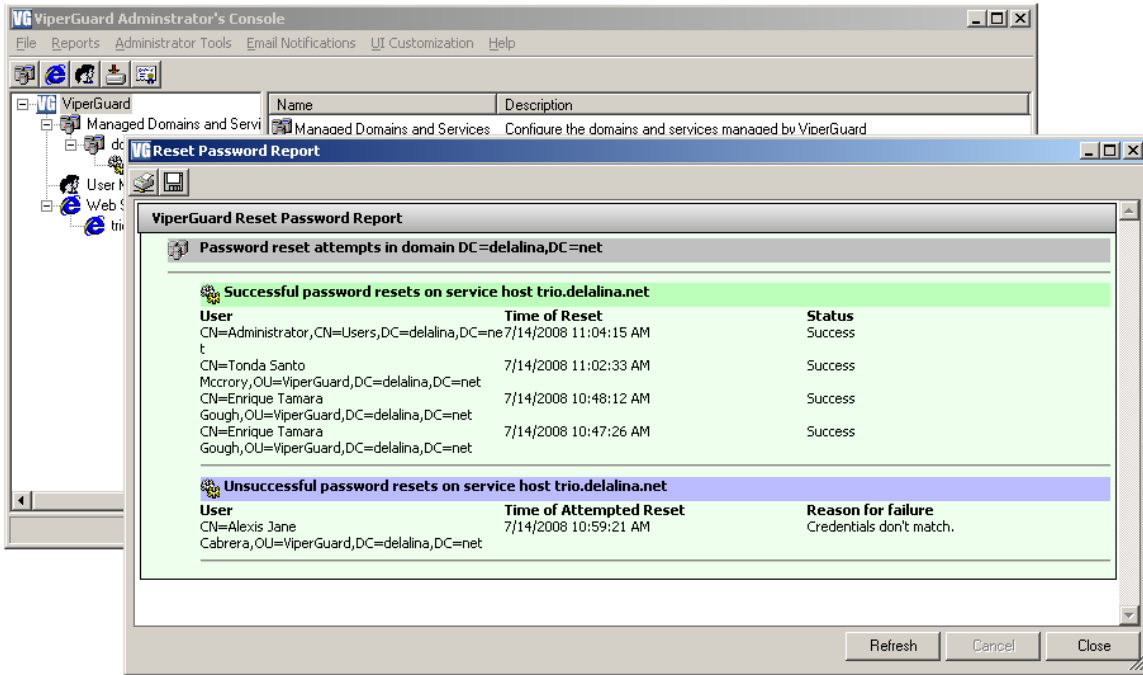 VG ViperGuard Adminstrator's Console
File Reports Administrator Tools Email Notifications UI Customization Help
VG ViperGuard
Name Description
Managed Domains and Servi
Managed Domains and Services Configure the domains and services managed by ViperGuard
VG Reset Password Report
User
Web
ViperGuard Reset Password Report
Password reset attempts in domain DC=delalina,DC=net
Successful password resets on service host trio.delalina.net
User Time of Reset Status
CN=Administrator,CN=Users,DC=delalina,DC=ne 7/14/2008 11:04:15 AM Success
t
CN=Tonda Santo 7/14/2008 11:02:33 AM Success
Mccrory,OU=ViperGuard,DC=delalina,DC=net
CN=Enrique Tamara 7/14/2008 10:48:12 AM Success
Gough,OU=ViperGuard,DC=delalina,DC=net
CN=Enrique Tamara 7/14/2008 10:47:26 AM Success
Gough,OU=ViperGuard,DC=delalina,DC=net
Unsuccessful password resets on service host trio.delalina.net
User Time of Attempted Reset Reason for failure
CN=Alexis Jane 7/14/2008 10:59:21 AM Credentials don't match.
Cabrera,OU=ViperGuard,DC=delalina,DC=net
Refresh Cancel Close